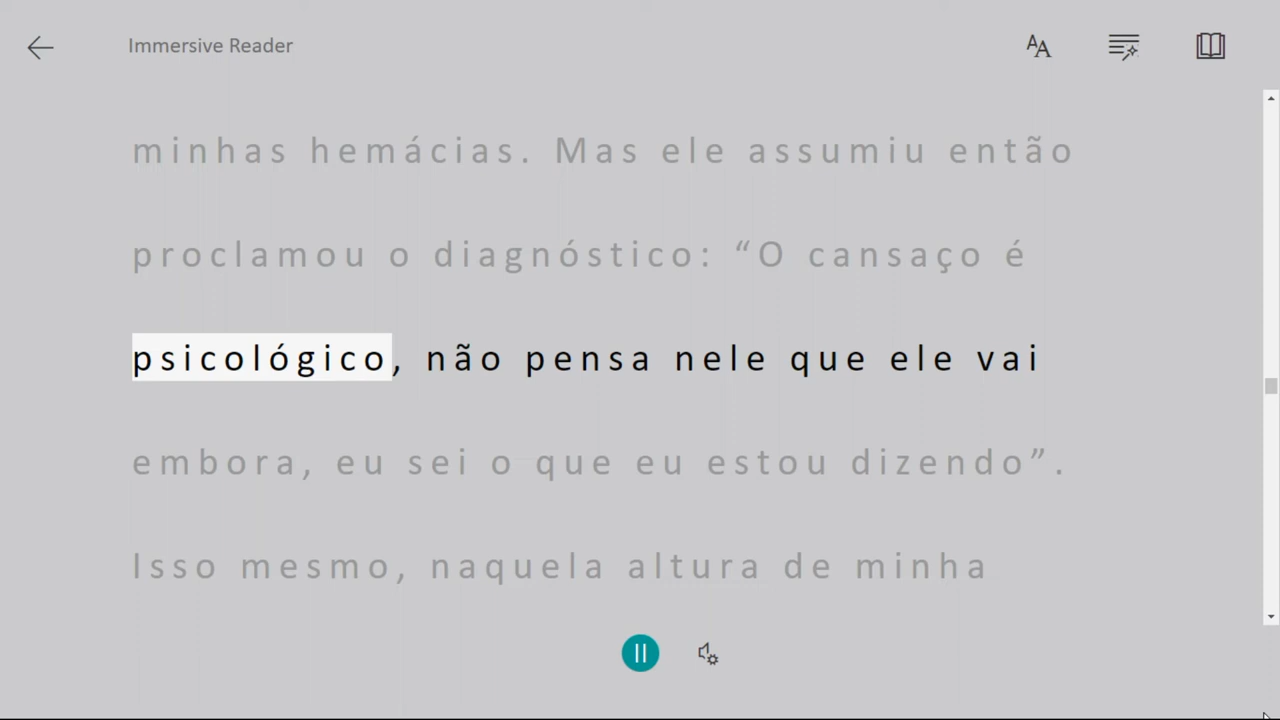 Immersive Reader
minhas hemácias. Mas ele assumiu então
proclamou o diagnóstico: “O cansaço é
psicológico, não pensa nele que ele vai
embora, eu sei o que eu estou dizendo”.
Isso mesmo, naquela altura de minha